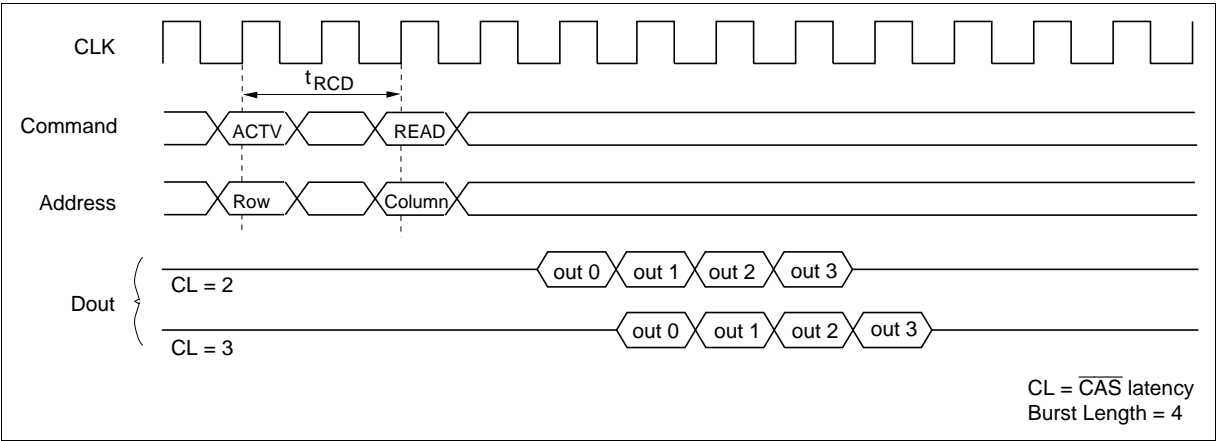 CLK
tRCD
Command
ACTV
READ
Address
Row
Column
Dout
CL = 2
out 0 out 1 out 2 out 3
CL = 3
out 0 out 1 out 2 out 3
CL = C̅A̅S̅ latency
Burst Length = 4